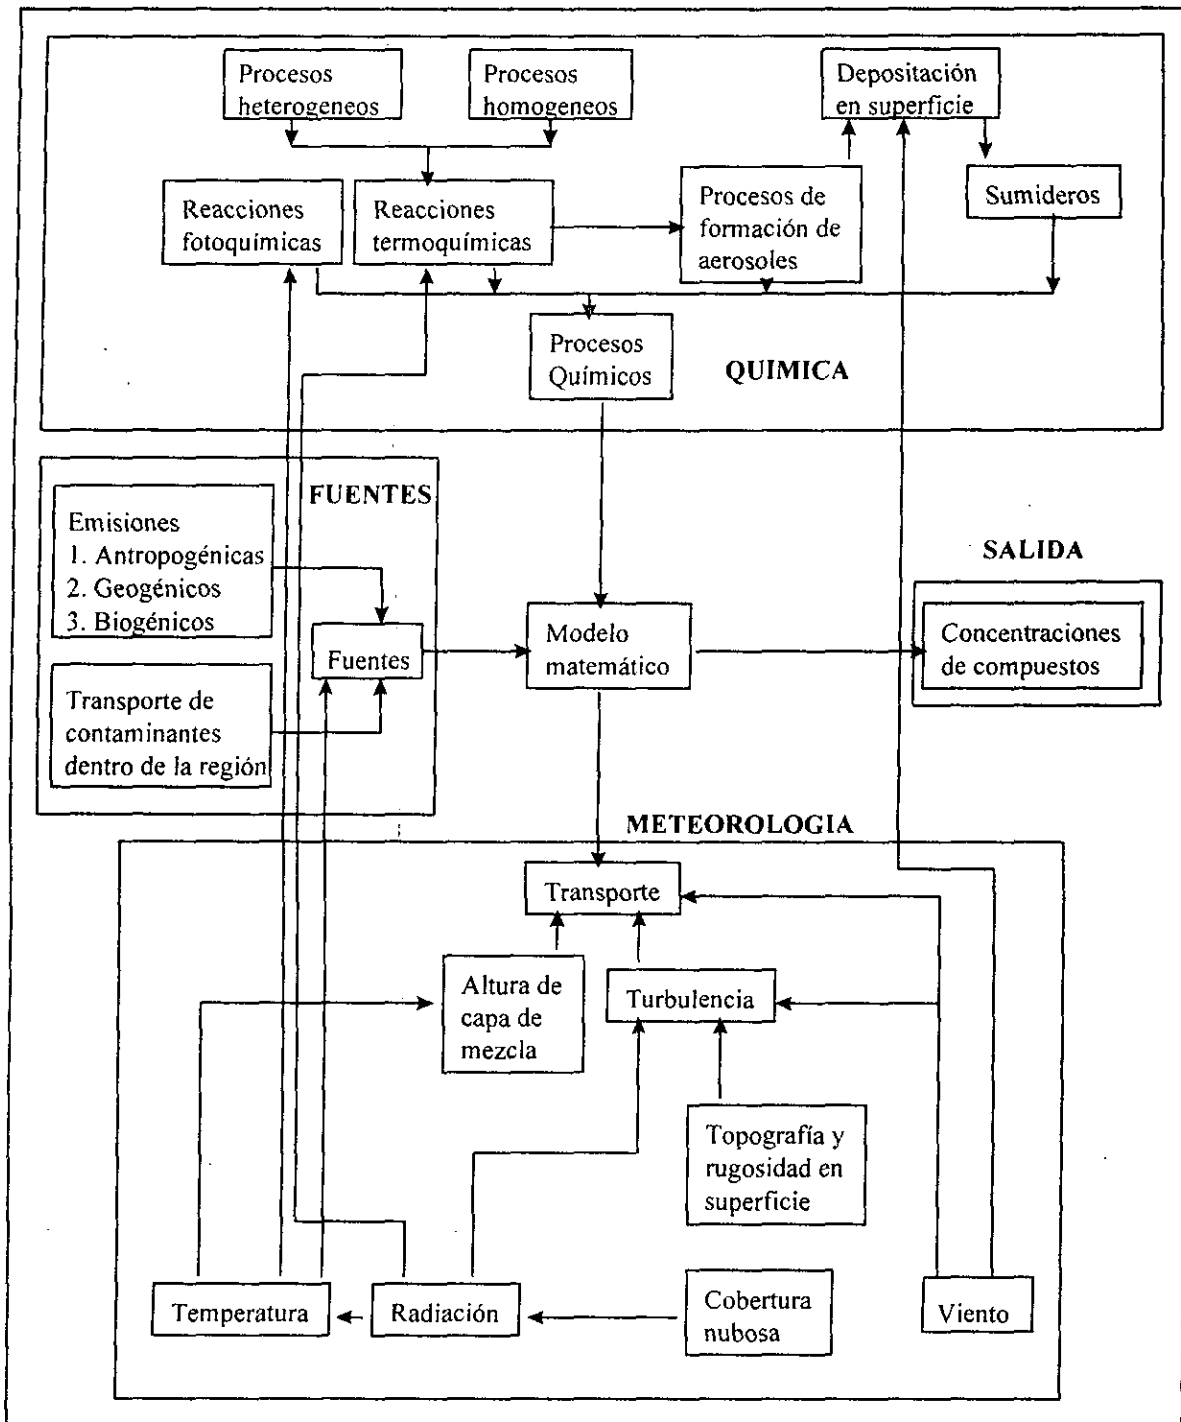 Procesos
heterogeneos
Procesos
homogeneos
Depositación
en superficie
Reacciones
fotoquímicas
Reacciones
termoquímicas
Procesos de
formación de
aerosoles
Sumideros
Procesos
Químicos
QUIMICA
FUENTES
Emisiones
1. Antropogénicas
2. Geogénicos
3. Biogénicos
Fuentes
Transporte de
contaminantes
dentro de la región
Modelo
matemático
SALIDA
Concentraciones
de compuestos
METEOROLOGIA
Transporte
Altura de
capa de
mezcla
Turbulencia
Topografía y
rugosidad en
superficie
Temperatura
Radiación
Cobertura
nubosa
Viento